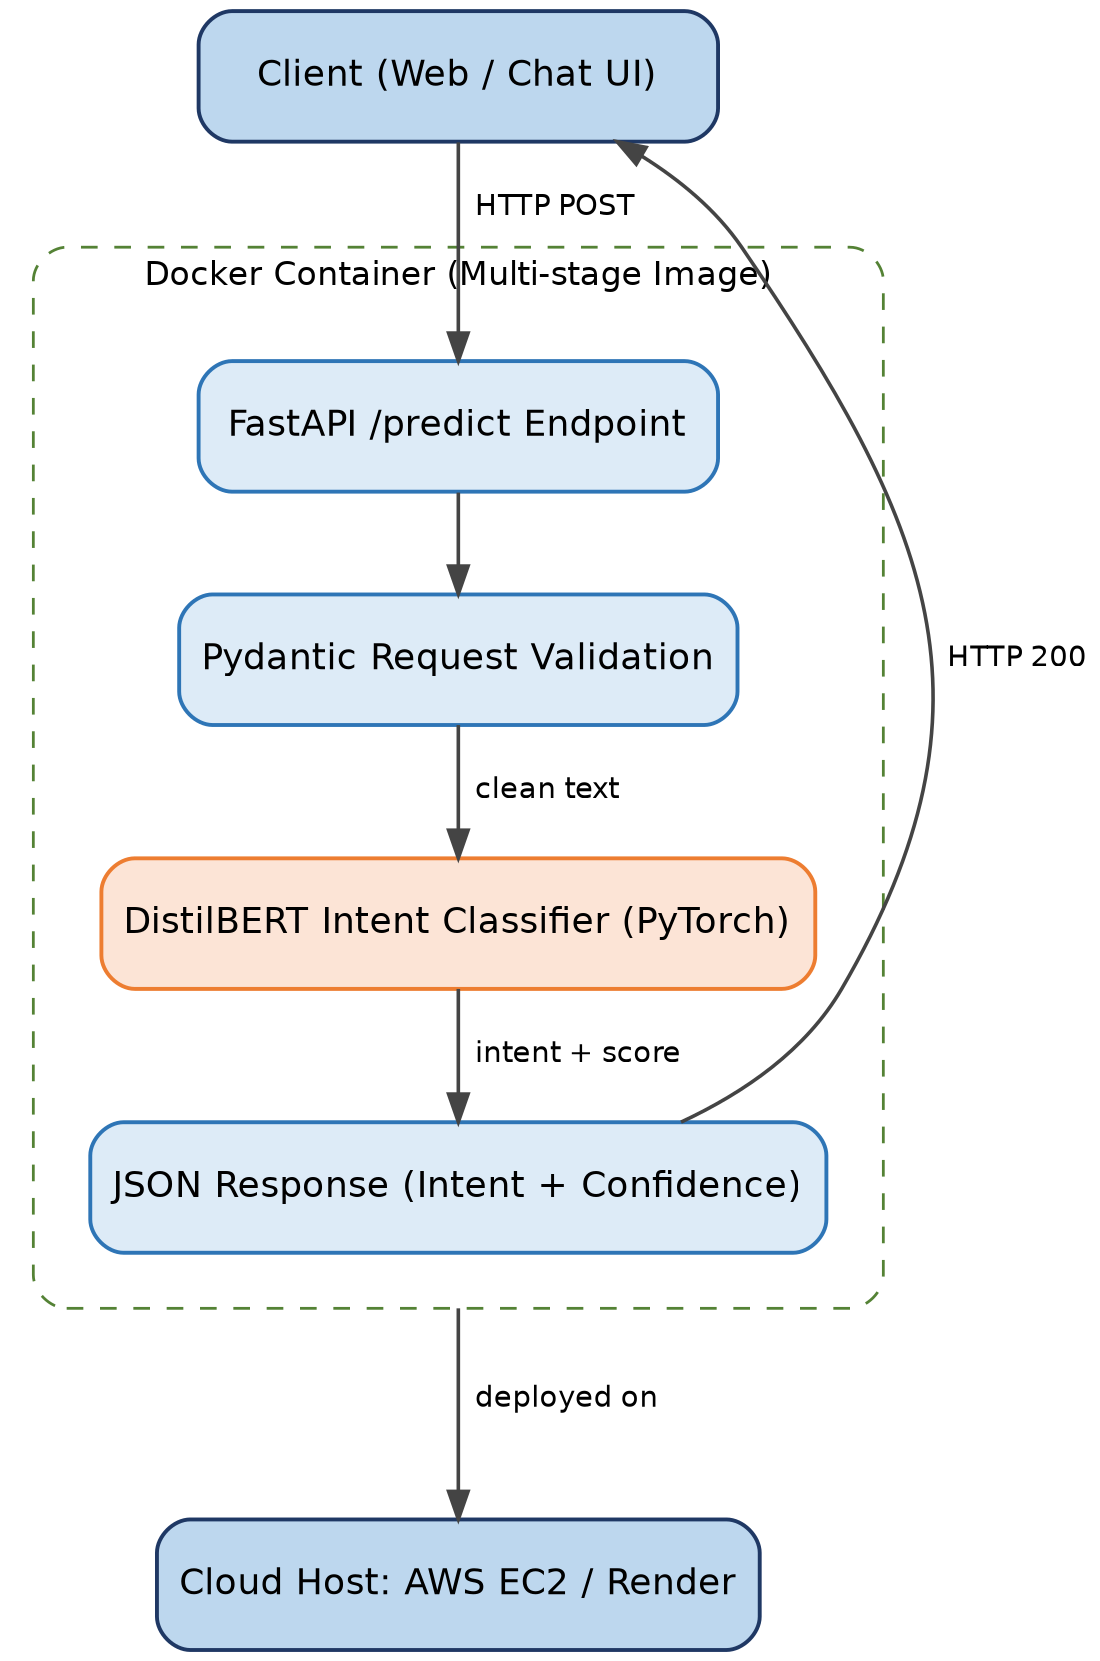 Client (Web / Chat UI)
HTTP POST
Docker Container (Multi-stage Image)
FastAPI /predict Endpoint
Pydantic Request Validation
HTTP 200
clean text
DistilBERT Intent Classifier (PyTorch)
intent + score
JSON Response (Intent + Confidence)
deployed on
Cloud Host: AWS EC2 / Render